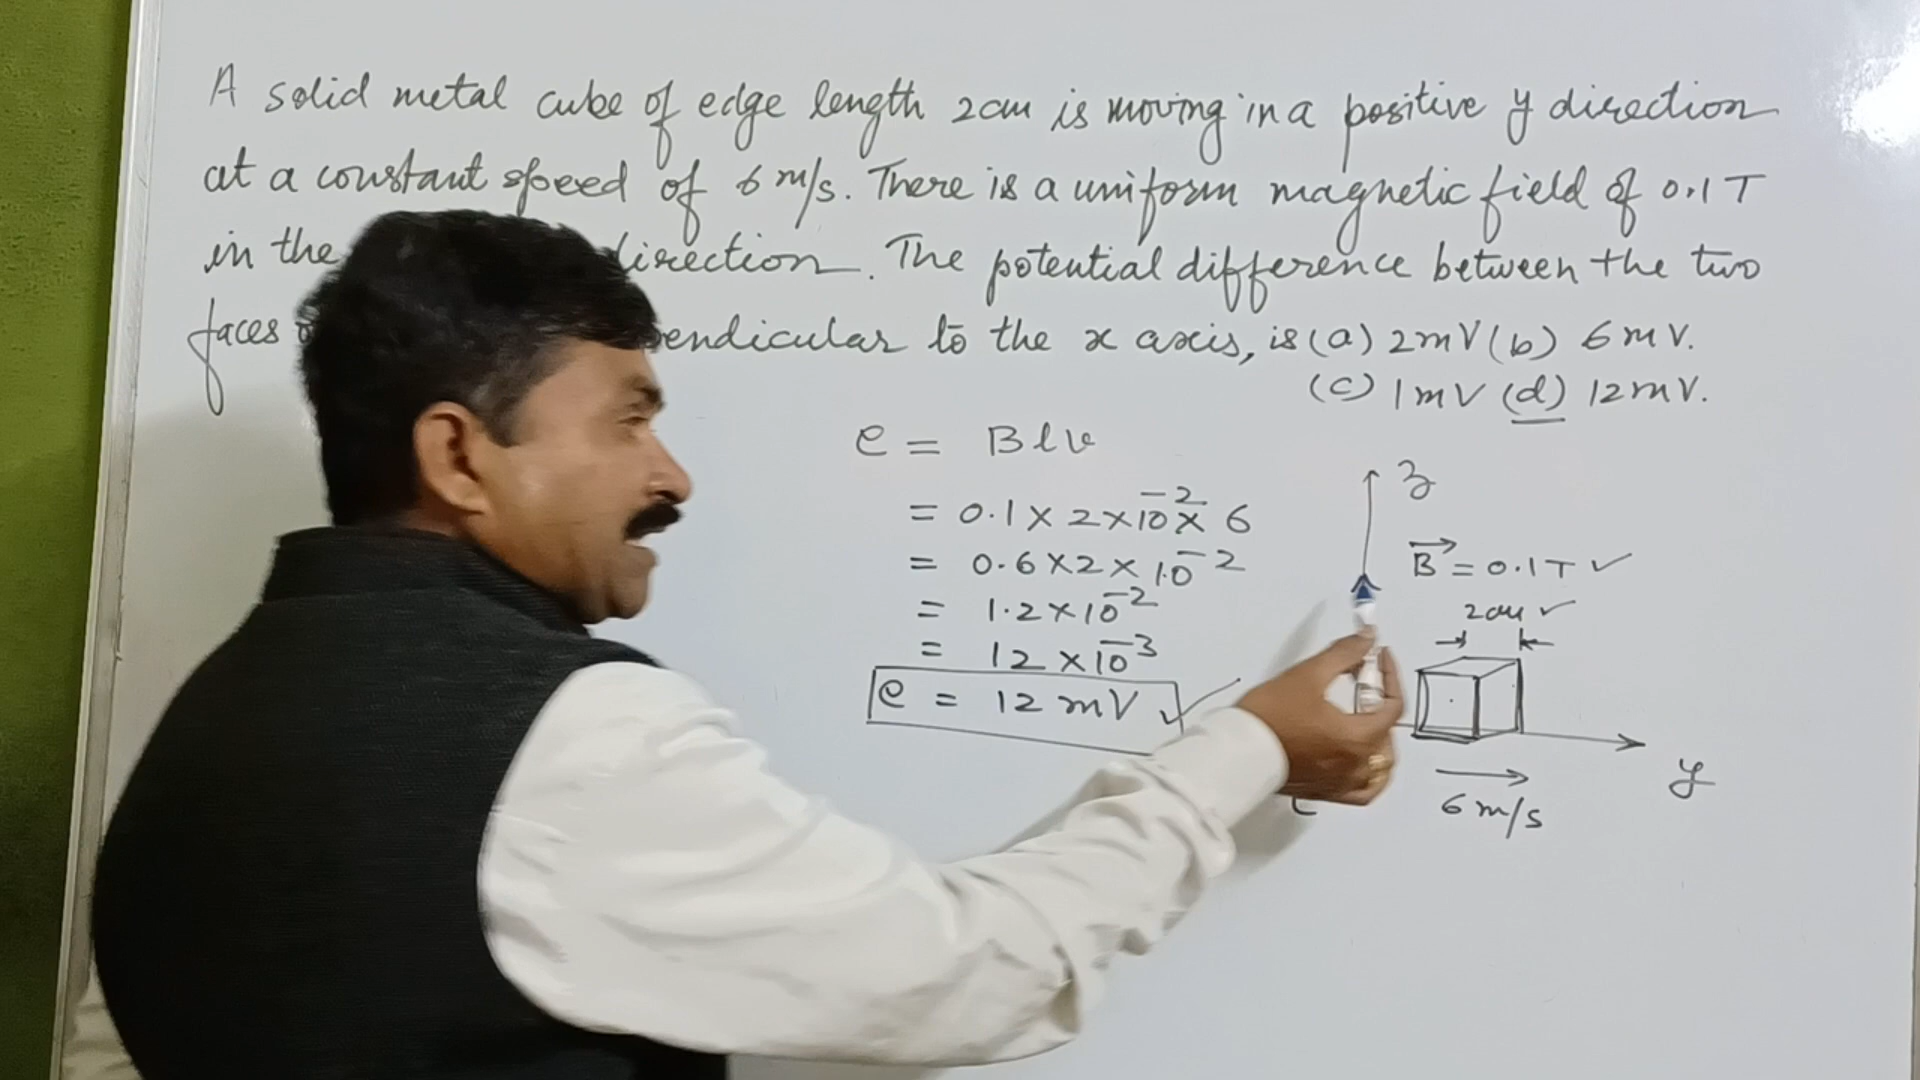 A solid metal cube of edge length 2cm is moving in a positive y direction
at a constant speed of 6 m/s. There is a uniform magnetic field of 0.1 T
in the direction. The potential difference between the two
faces endicular to the x axis, is (a) 2mV (b) 6 mV.
(c) 1mV (d) 12mV.
e = Blv
= 0.1 × 2 × 10⁻² × 6
= 0.6 × 2 × 10⁻²
= 1.2 × 10⁻²
= 12 × 10⁻³
e = 12 mV ✓
z
B⃗ = 0.1T ✓
2cm ✓
y
6 m/s